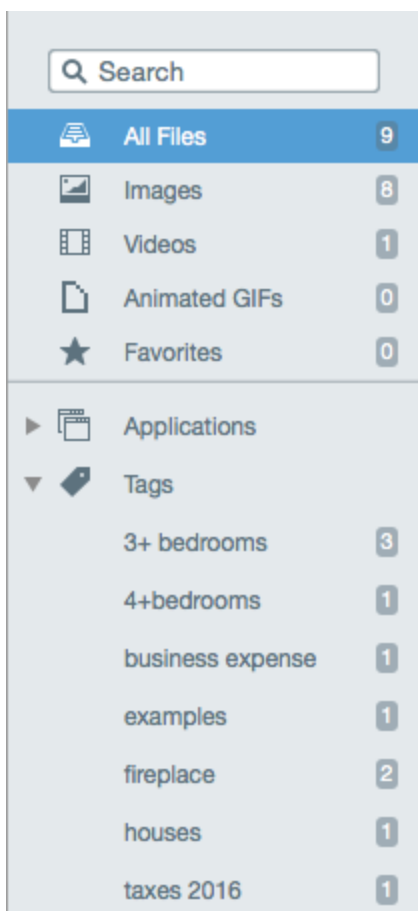 Search
All Files 9
Images 8
Videos 1
Animated GIFs 0
Favorites 0
Applications
Tags
3+ bedrooms 3
4+bedrooms 1
business expense 1
examples 1
fireplace 2
houses 1
taxes 2016 1